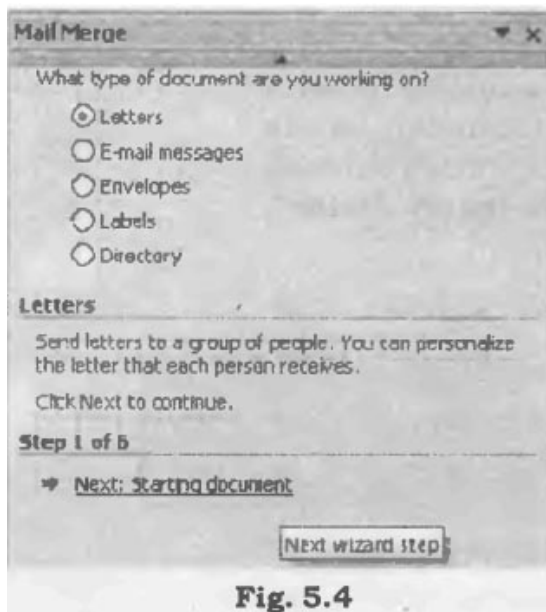 Mail Merge
What type of document are you working on?
Letters
E-mail messages
Envelopes
Labels
Directory
Letters
Send letters to a group of people. You can personalize
the letter that each person receives.
Click Next to continue.
Step 1 of 6
Next: Starting document
Next wizard step
Fig. 5.4